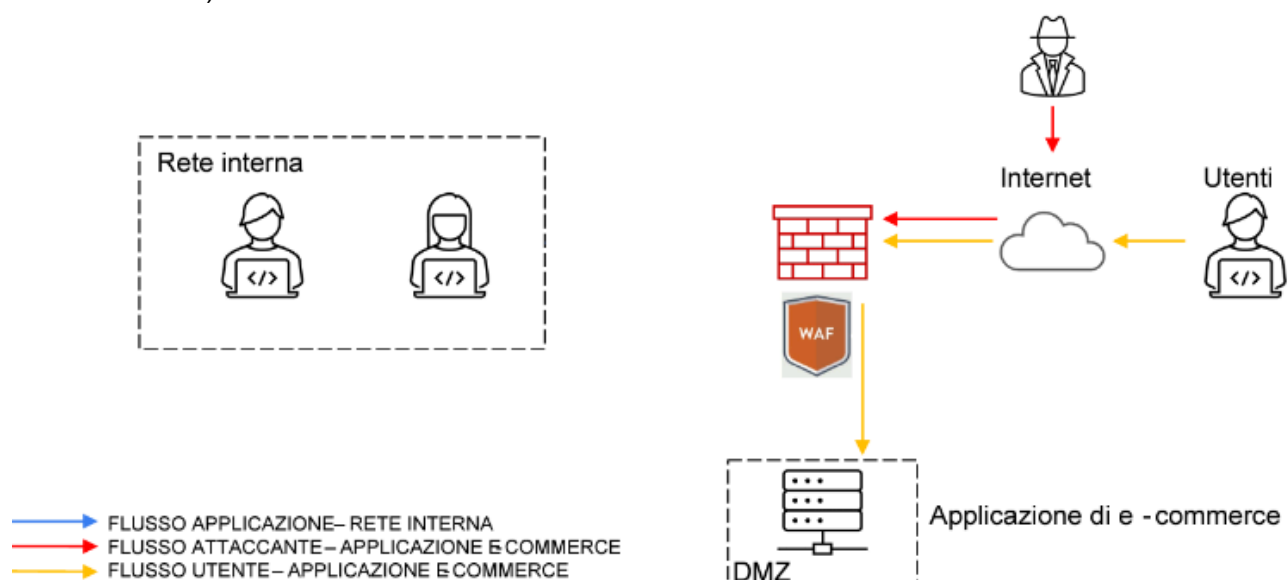 Rete interna
Internet
Utenti
WAF
Applicazione di e -commerce
DMZ
FLUSSO APPLICAZIONE– RETE INTERNA
FLUSSO ATTACCANTE– APPLICAZIONE E-COMMERCE
FLUSSO UTENTE– APPLICAZIONE E COMMERCE